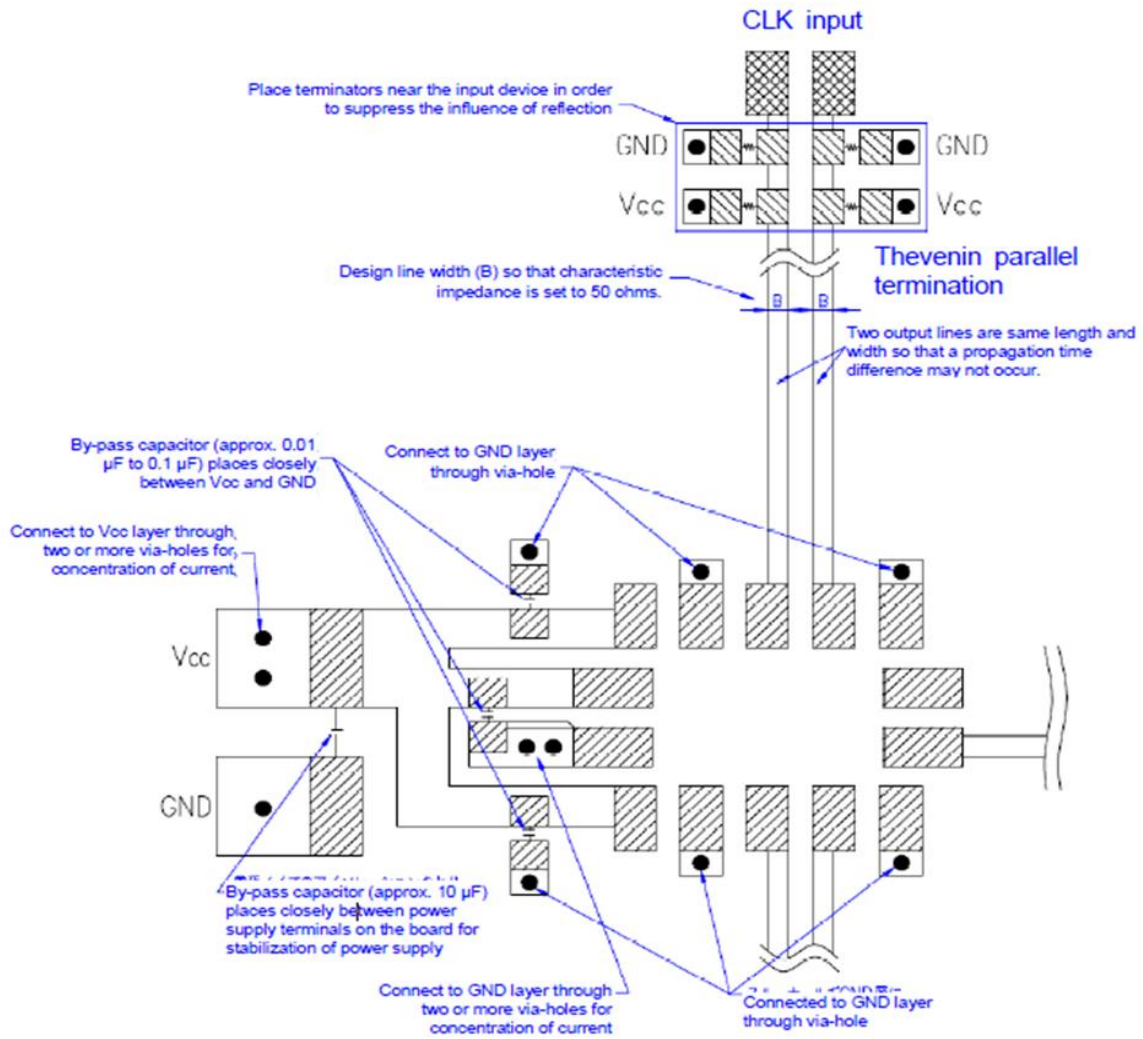 CLK input
Place terminators near the input device in order
to suppress the influence of reflection
GND
GND
Vcc
Vcc
Thevenin parallel
termination
Design line width (B) so that characteristic
impedance is set to 50 ohms.
B
B
Two output lines are same length and
width so that a propagation time
difference may not occur.
By-pass capacitor (approx. 0.01
µF to 0.1 µF) places closely
between Vcc and GND
Connect to GND layer
through via-hole
Connect to Vcc layer through
two or more via-holes for
concentration of current
Vcc
GND
By-pass capacitor (approx. 10 µF)
places closely between power
supply terminals on the board for
stabilization of power supply
Connect to GND layer through
two or more via-holes for
concentration of current
Connected to GND layer
through via-hole